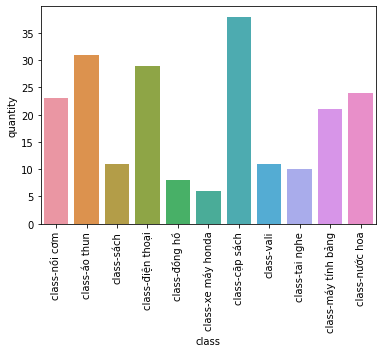 35
30
25
20
15
10
5
0
quantity
class-nồi cơm
class-áo thun
class-sách
class-điện thoại
class-đồng hồ
class-xe máy honda
class-cặp sách
class-vali
class-tai nghe
class-máy tính bảng
class-nước hoa
class